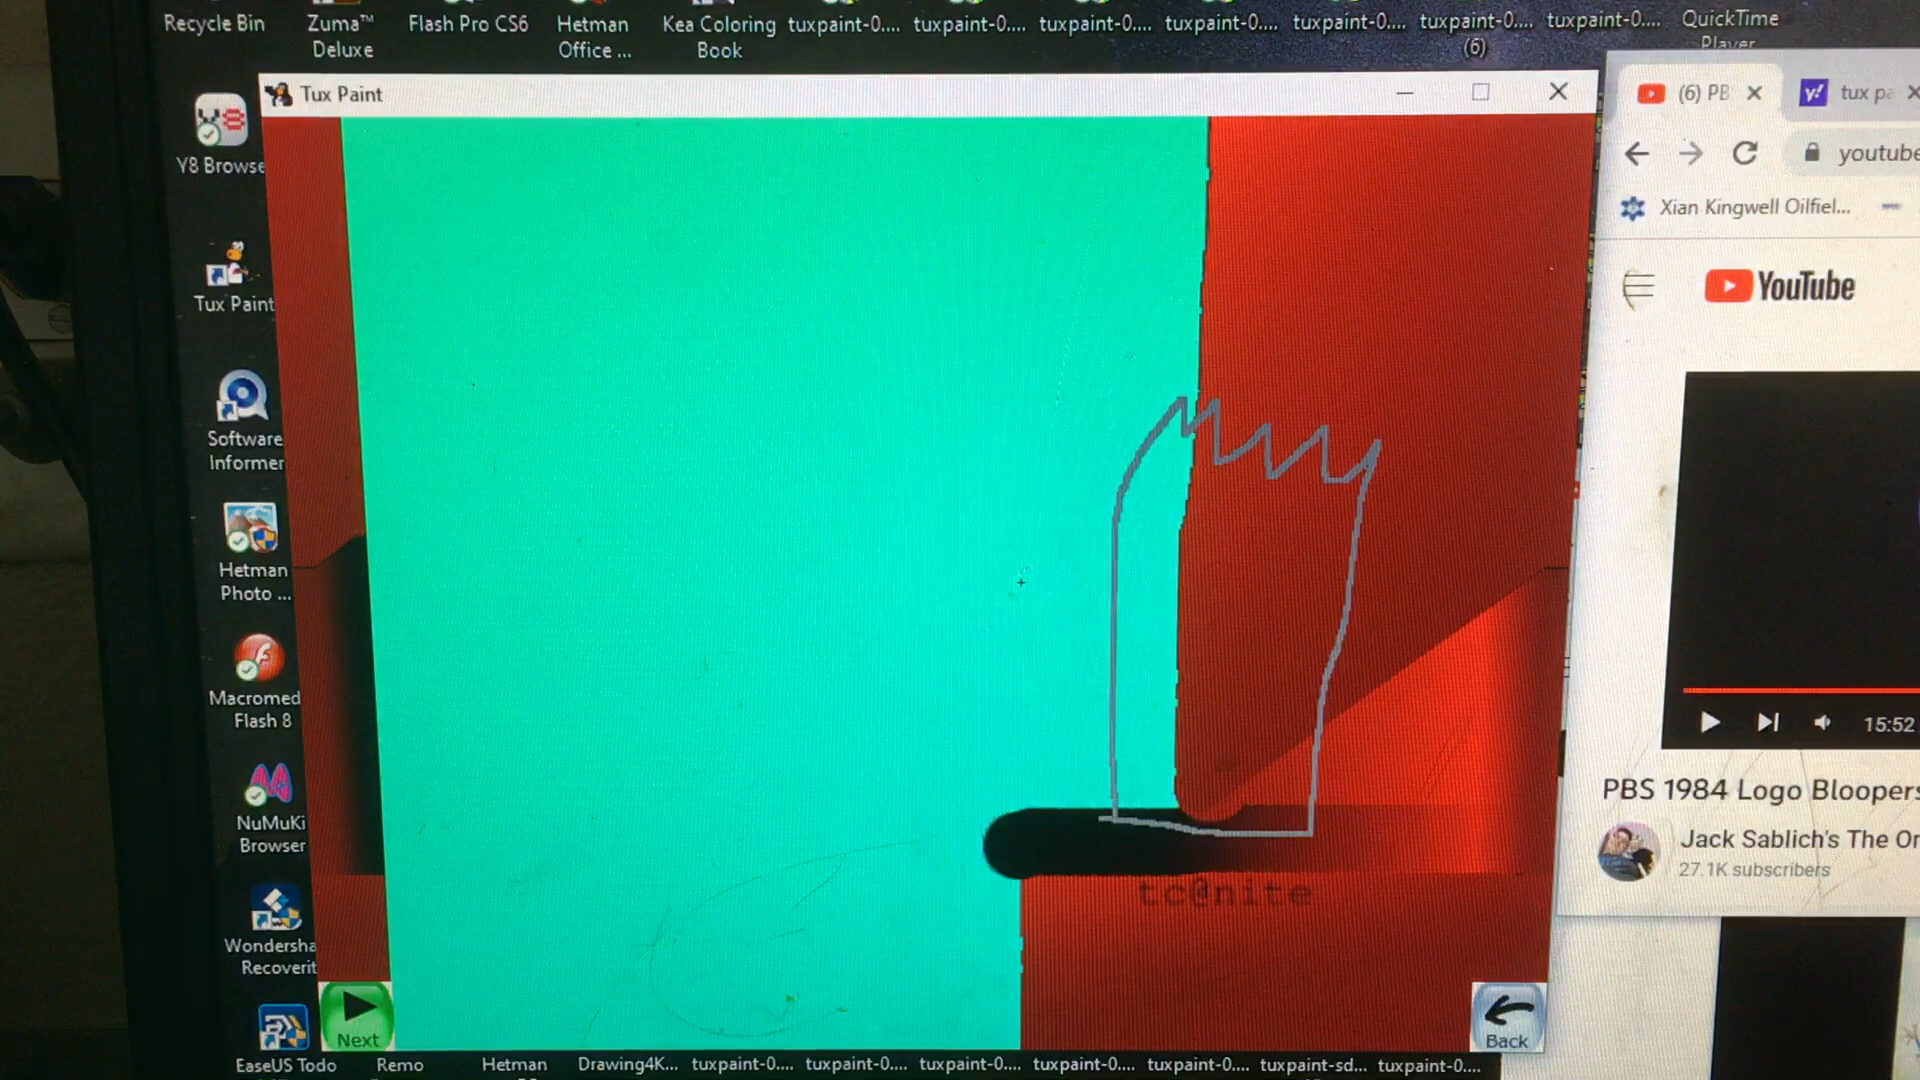 Recycle Bin
Zuma™ Deluxe
Flash Pro CS6
Hetman Office ...
Kea Coloring Book
tuxpaint-0....
tuxpaint-0....
tuxpaint-0....
tuxpaint-0....
tuxpaint-0....
tuxpaint-0.... (6)
tuxpaint-0....
QuickTime Player
Tux Paint
(6) PB
tux pa
youtube
Xian Kingwell Oilfiel...
YouTube
Y8 Browse
Tux Paint
Software Informer
Hetman Photo ...
Macromed Flash 8
NuMuKi Browser
Wondersha Recoverit
15:52
PBS 1984 Logo Bloopers
Jack Sablich's The Or
27.1K subscribers
tc@nite
Next
Back
EaseUS Todo
Remo
Hetman
Drawing4K...
tuxpaint-0....
tuxpaint-0....
tuxpaint-0....
tuxpaint-0....
tuxpaint-0....
tuxpaint-sd...
tuxpaint-0....